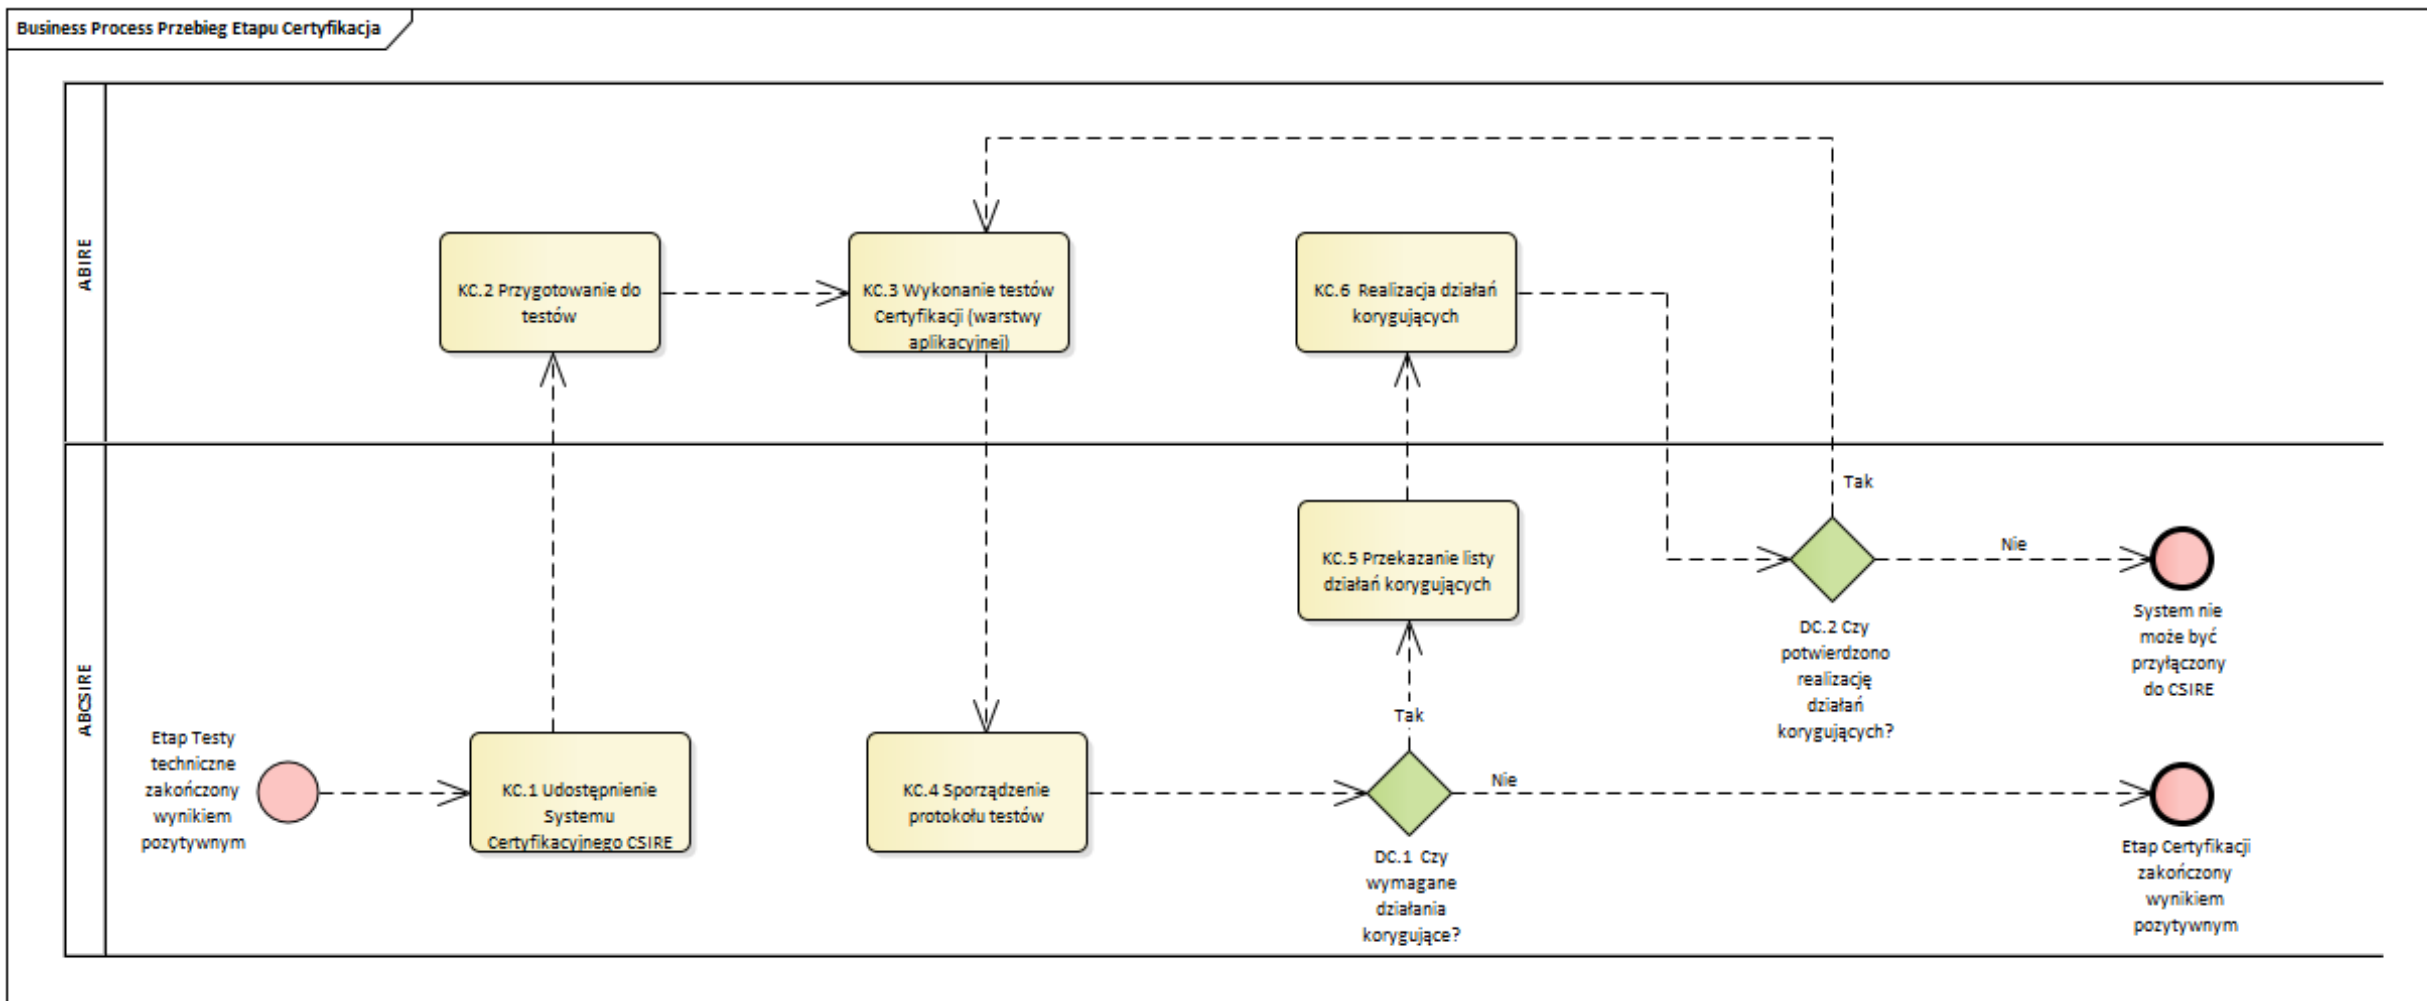 Business Process Przebieg Etapu Certyfikacja
ABIRE
KC.2 Przygotowanie do
testów
KC.3 Wykonanie testów
Certyfikacji (warstwy
aplikacyjnej)
KC.6 Realizacja działań
korygujących
ABCSIRE
Etap Testy
techniczne
zakończony
wynikiem
pozytywnym
KC.1 Udostępnienie
Systemu
Certyfikacyjnego CSIRE
KC.4 Sporządzenie
protokołu testów
KC.5 Przekazanie listy
działań korygujących
Tak
DC.1 Czy
wymagane
działania
korygujące?
Nie
Tak
DC.2 Czy
potwierdzono
realizację
działań
korygujących?
Nie
System nie
może być
przyłączony
do CSIRE
Etap Certyfikacji
zakończony
wynikiem
pozytywnym